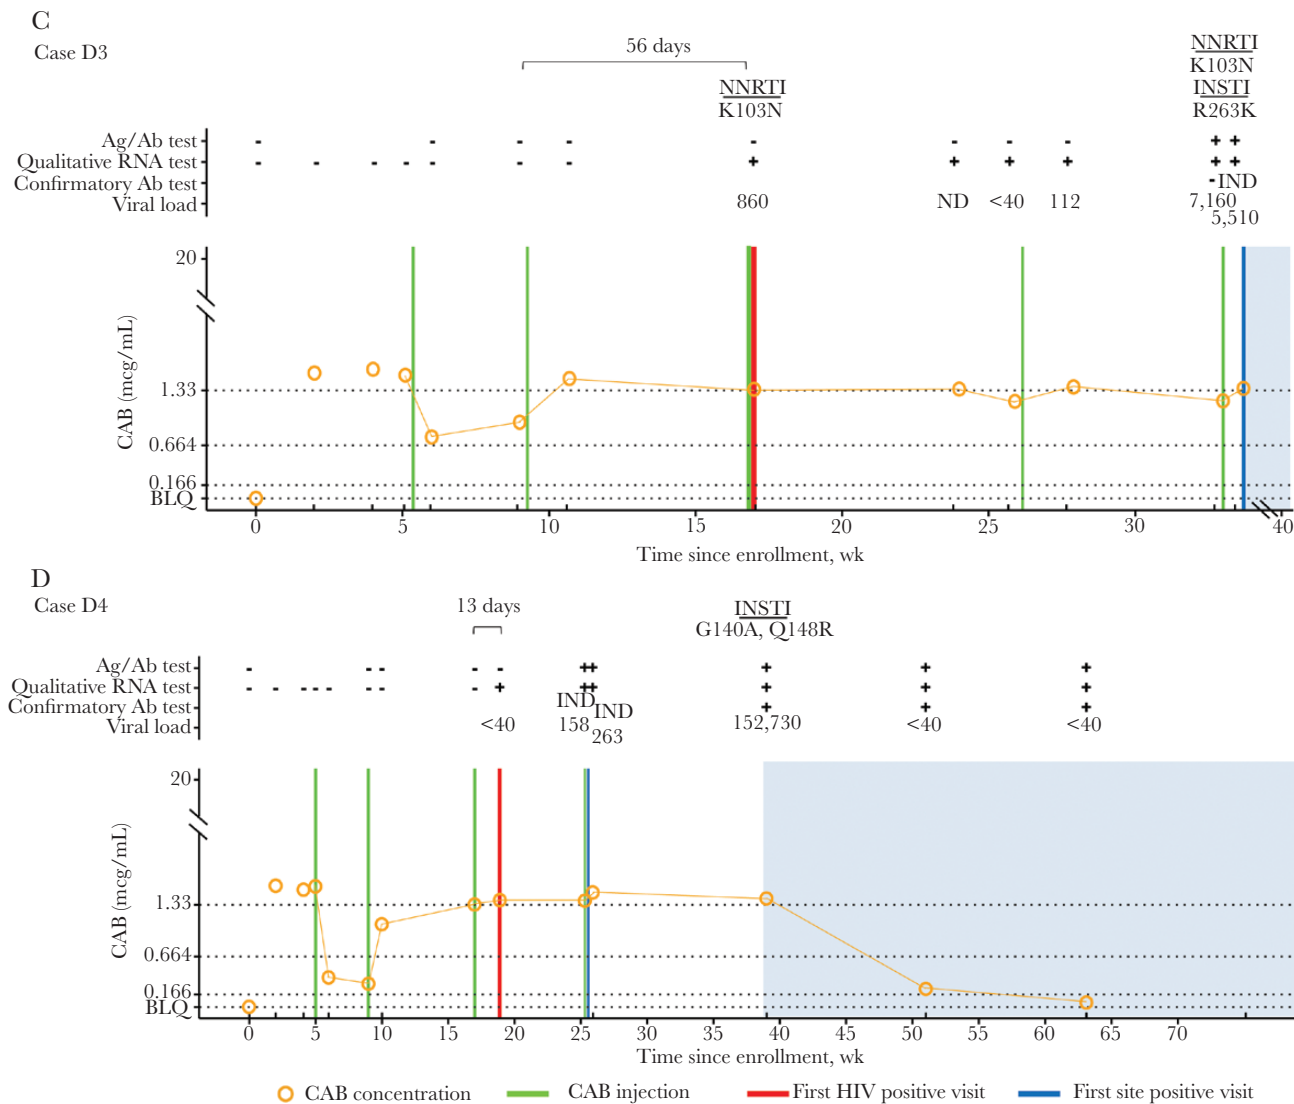 C
Case D3
56 days
NNRTI
K103N
NNRTI
K103N
INSTI
R263K
Ag/Ab test - - - - - - - - + +
Qualitative RNA test - - - - - - - + + + + + +
Confirmatory Ab test - IND
Viral load 860 ND <40 112 7,160 5,510
CAB (mcg/mL)
20
1.33
0.664
0.166
BLQ
0 5 10 15 20 25 30 40
Time since enrollment, wk
D
Case D4
13 days
INSTI
G140A, Q148R
Ag/Ab test - - - - - ++ + + +
Qualitative RNA test - - - - - - - - + ++ + + +
Confirmatory Ab test IND IND + + +
Viral load <40 158 263 152,730 <40 <40
CAB (mcg/mL)
20
1.33
0.664
0.166
BLQ
0 5 10 15 20 25 30 35 40 45 50 55 60 65 70
Time since enrollment, wk
CAB concentration CAB injection First HIV positive visit First site positive visit